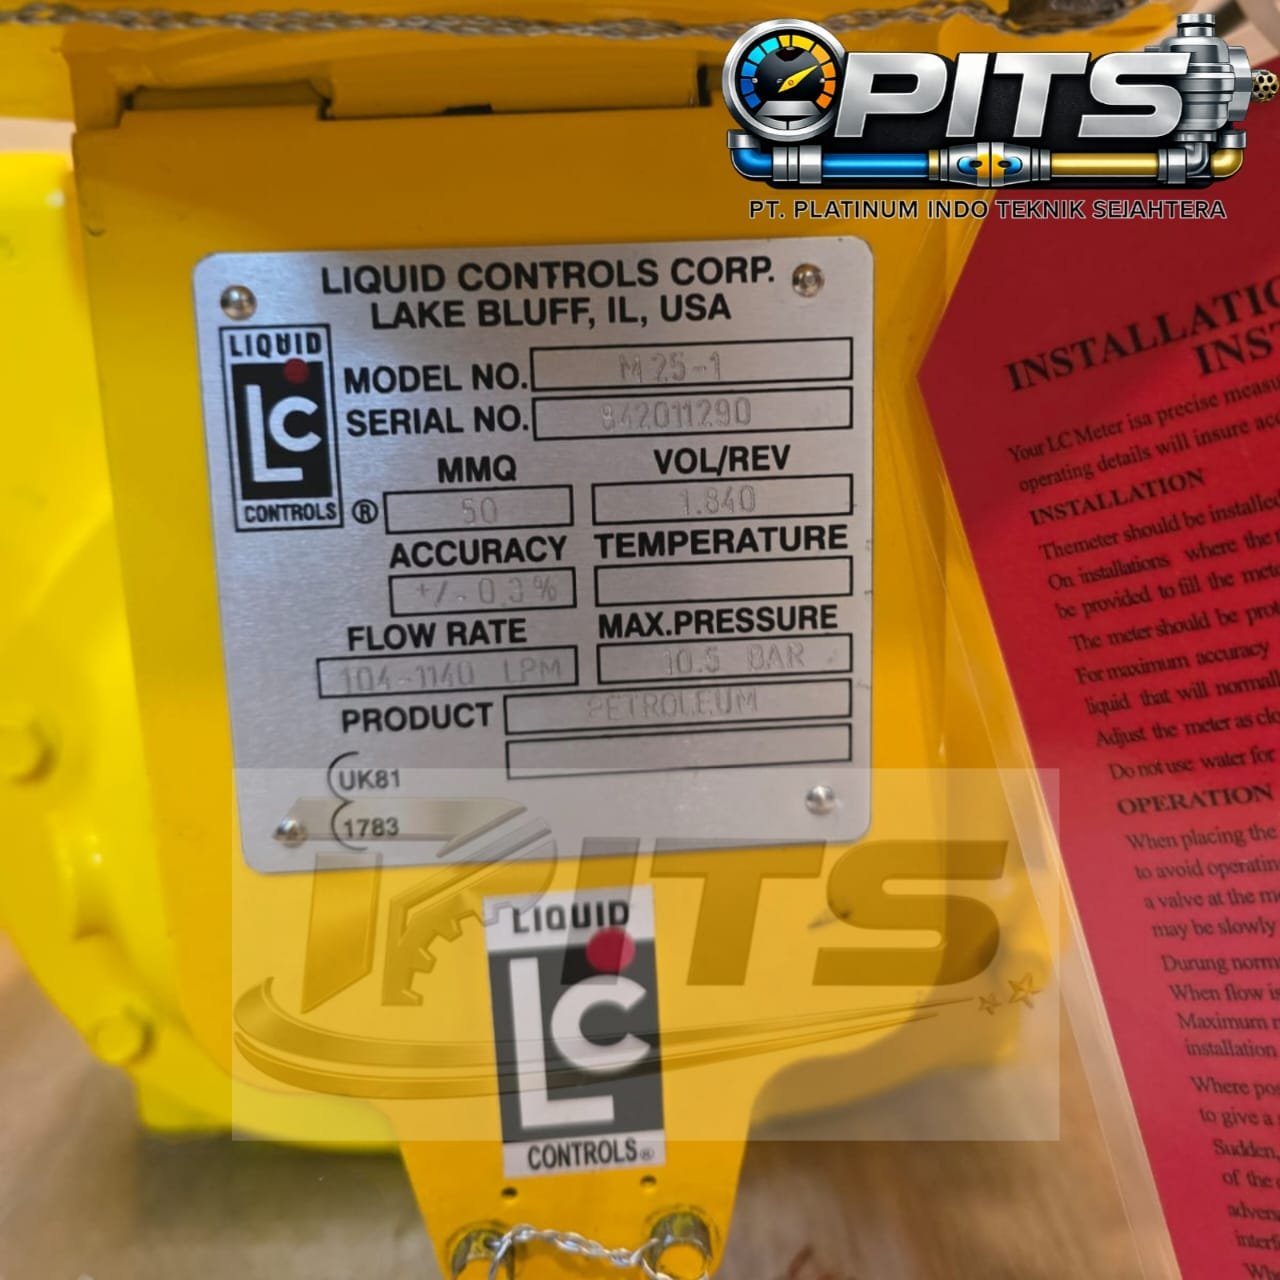 PITS
PT. PLATINUM INDO TEKNIK SEJAHTERA
LIQUID CONTROLS CORP.
LAKE BLUFF, IL, USA
LIQUID
LC
CONTROLS ®
MODEL NO. M25-1
SERIAL NO. 842011290
MMQ VOL/REV
50 1.840
ACCURACY TEMPERATURE
+/-0.3%
FLOW RATE MAX.PRESSURE
104-1140 LPM 10.5 BAR
PRODUCT PETROLEUM
UK81
1783
PITS
LIQUID
LC
CONTROLS®
INSTALLATIO
INST
Your LC Meter isa precise measu
operating details will insure acc
INSTALLATION
Themeter should be installed
On installations where the
be provided to fill the mete
The meter should be prot
For maximum accuracy
liquid that will normall
Adjust the meter as clo
Do not use water for
OPERATION
When placing the
to avoid operatin
a valve at the m
may be slowly
Durung norm
When flow is
Maximum
installation
Where po
to give a
Sudden,
of the
advers
interf